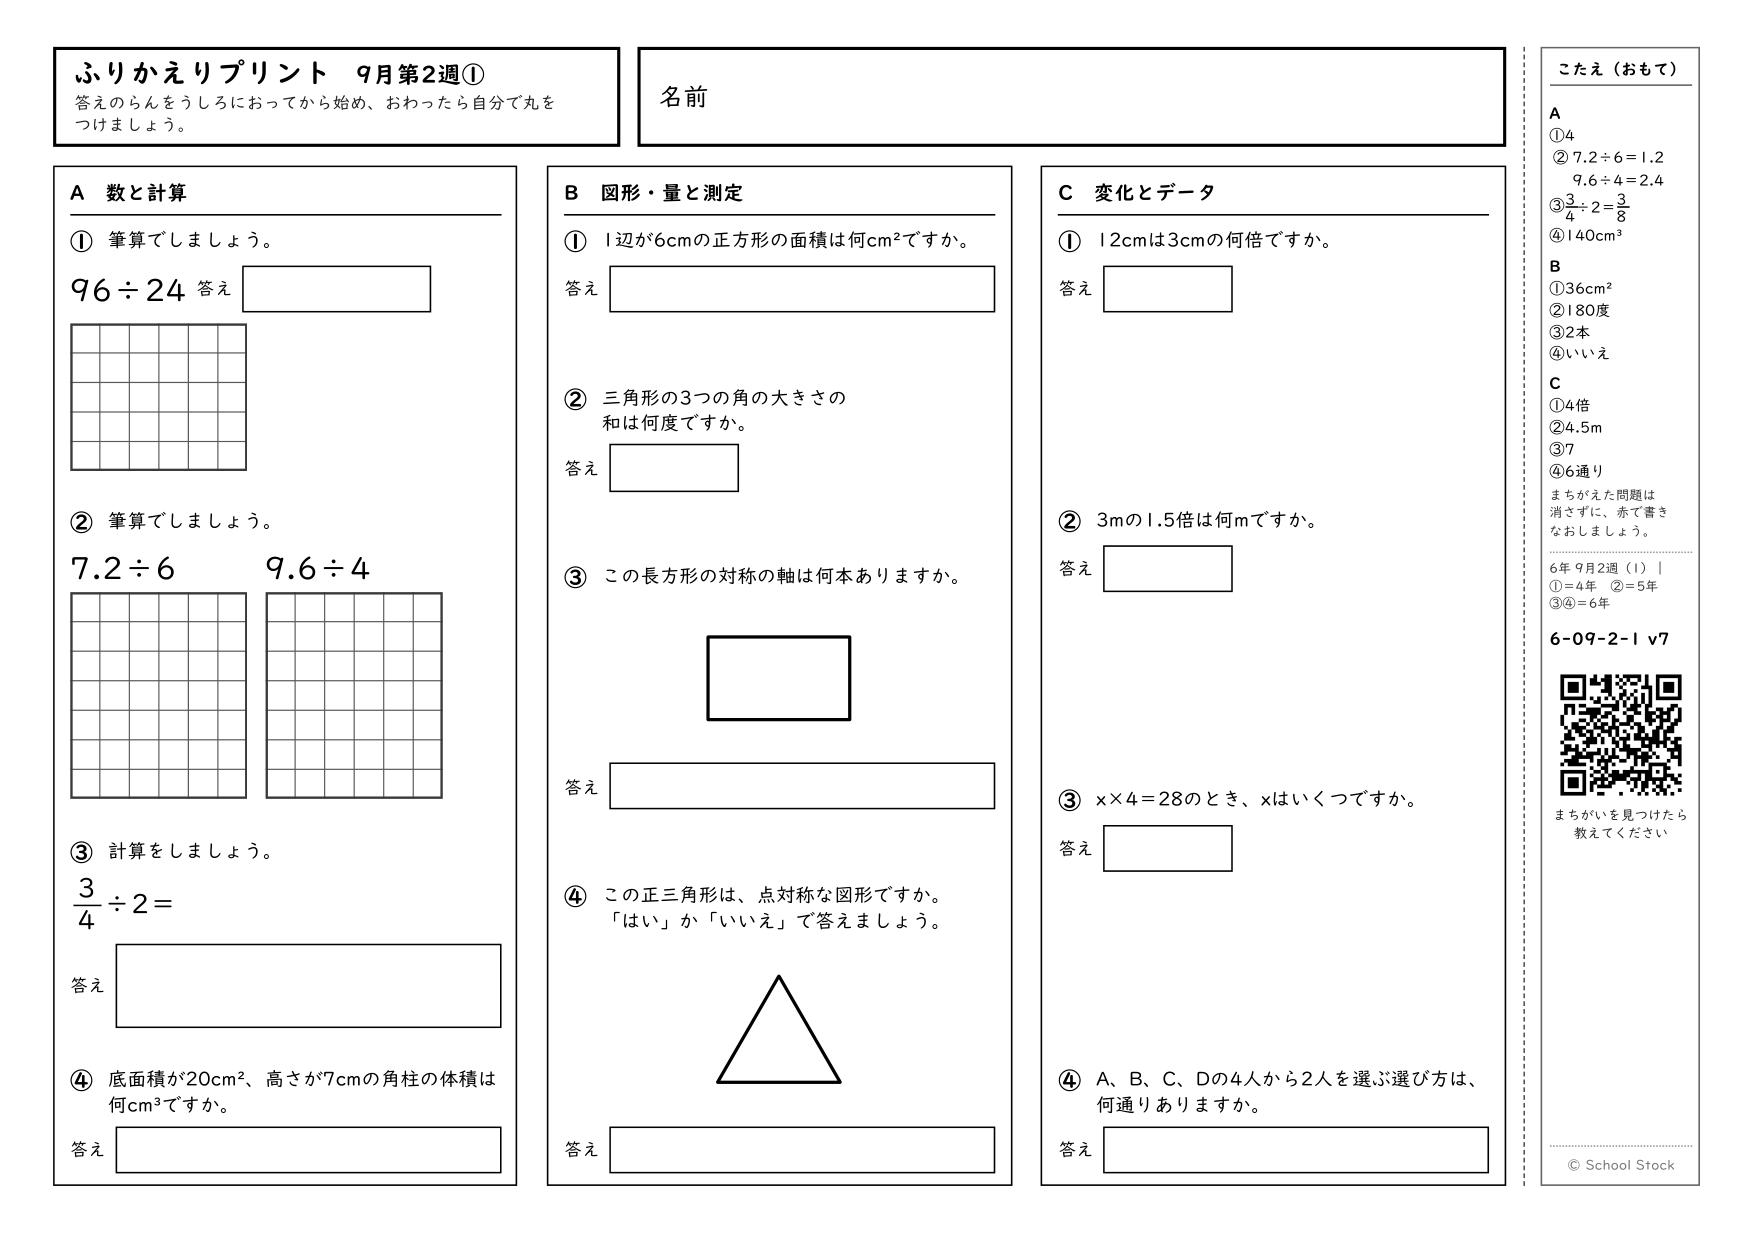 ふりかえりプリント　9月第2週①
答えのらんをうしろにおってから始め、おわったら自分で丸を
つけましょう。
名前
A　数と計算
① 筆算でしましょう。
96÷24 答え
② 筆算でしましょう。
7.2÷6　9.6÷4
③ 計算をしましょう。
3/4÷2＝
答え
④ 底面積が20cm²、高さが7cmの角柱の体積は
何cm³ですか。
答え
B　図形・量と測定
① 1辺が6cmの正方形の面積は何cm²ですか。
答え
② 三角形の3つの角の大きさの
和は何度ですか。
答え
③ この長方形の対称の軸は何本ありますか。
答え
④ この正三角形は、点対称な図形ですか。
「はい」か「いいえ」で答えましょう。
答え
C　変化とデータ
① 12cmは3cmの何倍ですか。
答え
② 3mの1.5倍は何mですか。
答え
③ x×4＝28のとき、xはいくつですか。
答え
④ A、B、C、Dの4人から2人を選ぶ選び方は、
何通りありますか。
答え
こたえ（おもて）
A
①4
② 7.2÷6＝1.2
9.6÷4＝2.4
③3/4÷2＝3/8
④140cm³
B
①36cm²
②180度
③2本
④いいえ
C
①4倍
②4.5m
③7
④6通り
まちがえた問題は
消さずに、赤で書き
なおしましょう。
6年 9月2週（1）｜
①＝4年　②＝5年
③④＝6年
6-09-2-1 v7
まちがいを見つけたら
教えてください
© School Stock